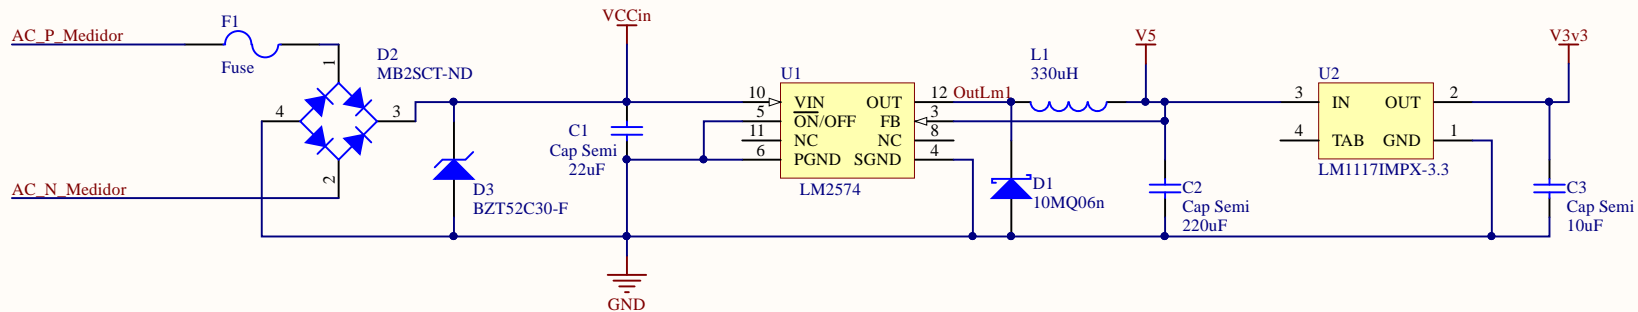 AC_P_Medidor
F1
Fuse
D2
MB2SCT-ND
1
4
3
2
AC_N_Medidor
D3
BZT52C30-F
VCCin
C1
Cap Semi
22uF
GND
U1
10 VIN OUT 12
5 ON/OFF FB 3
11 NC NC 8
6 PGND SGND 4
LM2574
OutLm1
D1
10MQ06n
L1
330uH
V5
C2
Cap Semi
220uF
U2
3 IN OUT 2
4 TAB GND 1
LM1117IMPX-3.3
V3v3
C3
Cap Semi
10uF